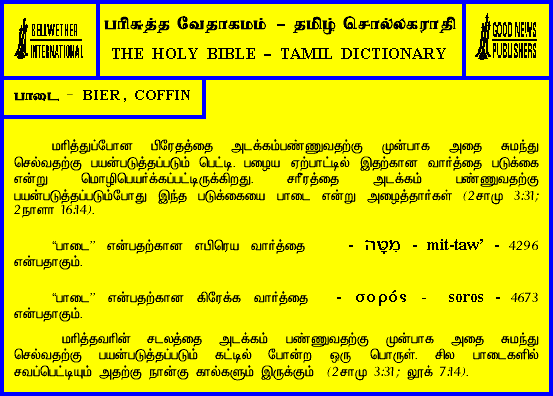 BELLWETHER
INTERNATIONAL
பரிசுத்த வேதாகமம் – தமிழ் சொல்லகராதி
THE HOLY BIBLE – TAMIL DICTIONARY
GOOD NEWS
PUBLISHERS
பாடை – BIER, COFFIN
மரித்துப்போன பிரேதத்தை அடக்கம்பண்ணுவதற்கு முன்பாக அதை சுமந்து
செல்வதற்கு பயன்படுத்தப்படும் பெட்டி. பழைய ஏற்பாட்டில் இதற்கான வார்த்தை படுக்கை
என்று மொழிபெயர்க்கப்பட்டிருக்கிறது. சரீரத்தை அடக்கம் பண்ணுவதற்கு
பயன்படுத்தப்படும்போது இந்த படுக்கையை பாடை என்று அழைத்தார்கள் (2சாமு 3:31;
2நாளா 16:14).
“பாடை” என்பதற்கான எபிரெய வார்த்தை - מִטָּה - mit-taw’ - 4296
என்பதாகும்.
“பாடை” என்பதற்கான கிரேக்க வார்த்தை - σορός - soros - 4673
என்பதாகும்.
மரித்தவரின் சடலத்தை அடக்கம் பண்ணுவதற்கு முன்பாக அதை சுமந்து
செல்வதற்கு பயன்படுத்தப்படும் கட்டில் போன்ற ஒரு பொருள். சில பாடைகளில்
சவப்பெட்டியும் அதற்கு நான்கு கால்களும் இருக்கும் (2சாமு 3:31; லூக் 7:14).